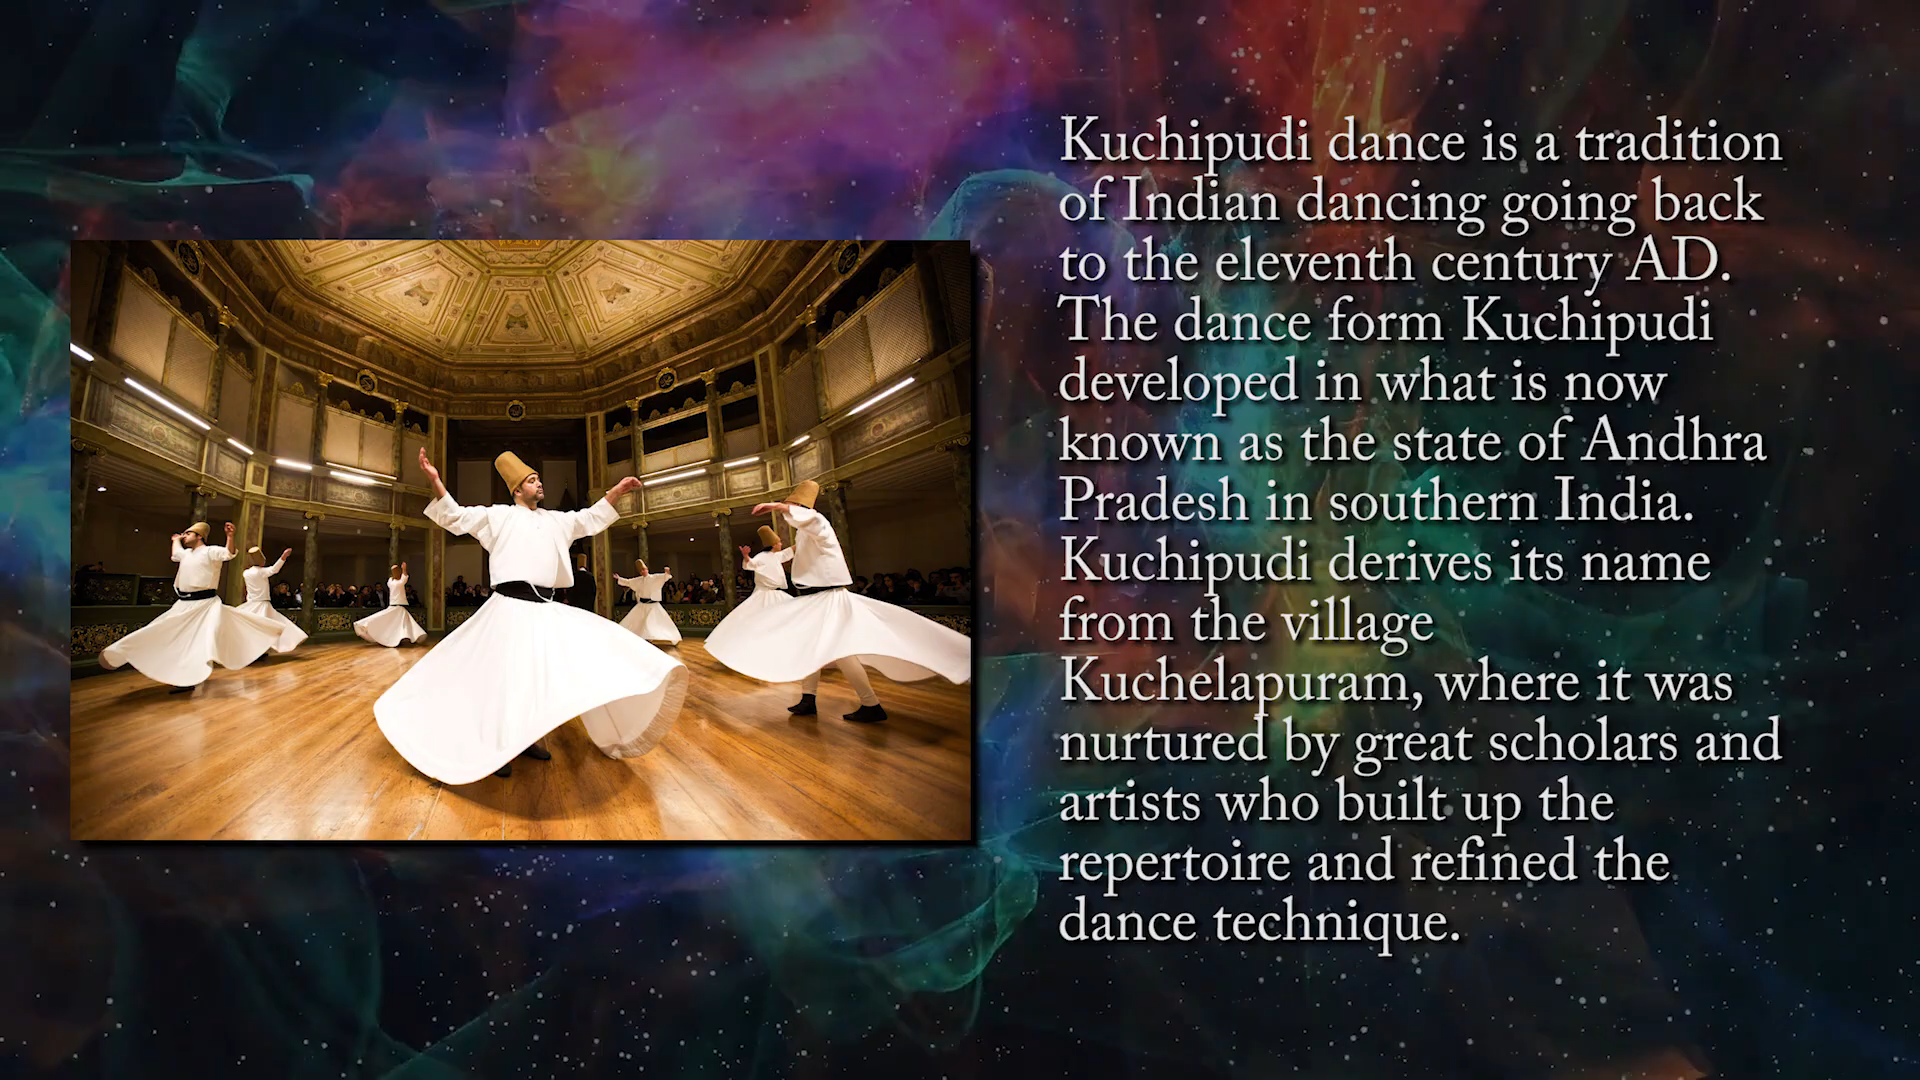 Kuchipudi dance is a tradition
of Indian dancing going back
to the eleventh century AD.
The dance form Kuchipudi
developed in what is now
known as the state of Andhra
Pradesh in southern India.
Kuchipudi derives its name
from the village
Kuchelapuram, where it was
nurtured by great scholars and
artists who built up the
repertoire and refined the
dance technique.